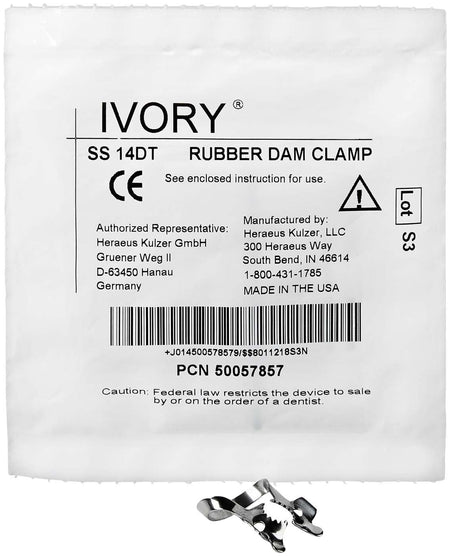 IVORY®
SS 14DT RUBBER DAM CLAMP
CE See enclosed instruction for use.
Authorized Representative:
Heraeus Kulzer GmbH
Gruener Weg II
D-63450 Hanau
Germany
Manufactured by:
Heraeus Kulzer, LLC
300 Heraeus Way
South Bend, IN 46614
1-800-431-1785
MADE IN THE USA
Lot S3
+J014500578579/$$8011218S3N
PCN 50057857
Caution: Federal law restricts the device to sale
by or on the order of a dentist.